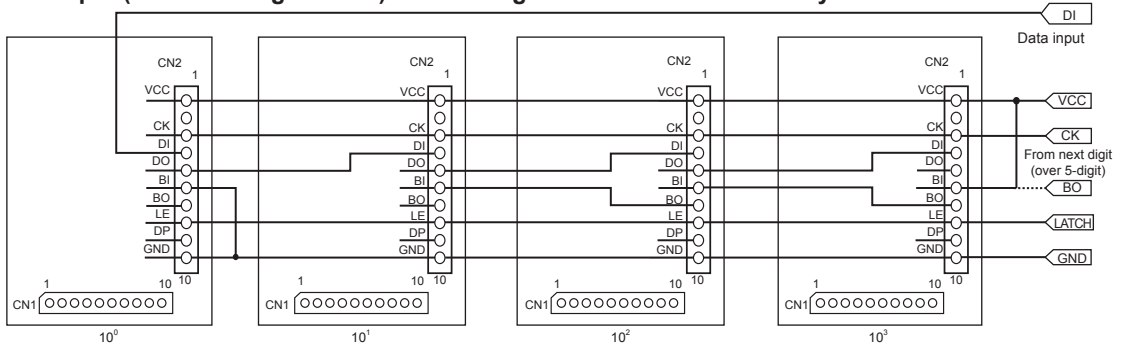 DI
Data input
CN2
1
VCC
CK
DI
DO
BI
BO
LE
DP
GND
10
1
10
CN1
10⁰
CN2
1
VCC
CK
DI
DO
BI
BO
LE
DP
GND
10
1
10
CN1
10¹
CN2
1
VCC
CK
DI
DO
BI
BO
LE
DP
GND
10
1
10
CN1
10²
CN2
1
VCC
CK
DI
DO
BI
BO
LE
DP
GND
10
1
10
CN1
10³
VCC
CK
From next digit
(over 5-digit)
BO
LATCH
GND